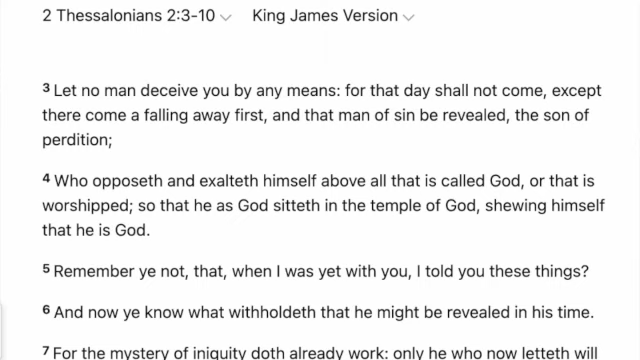 2 Thessalonians 2:3-10 King James Version
3 Let no man deceive you by any means: for that day shall not come, except
there come a falling away first, and that man of sin be revealed, the son of
perdition;
4 Who opposeth and exalteth himself above all that is called God, or that is
worshipped; so that he as God sitteth in the temple of God, shewing himself
that he is God.
5 Remember ye not, that, when I was yet with you, I told you these things?
6 And now ye know what withholdeth that he might be revealed in his time.
7 For the mystery of iniquity doth already work: only he who now letteth will